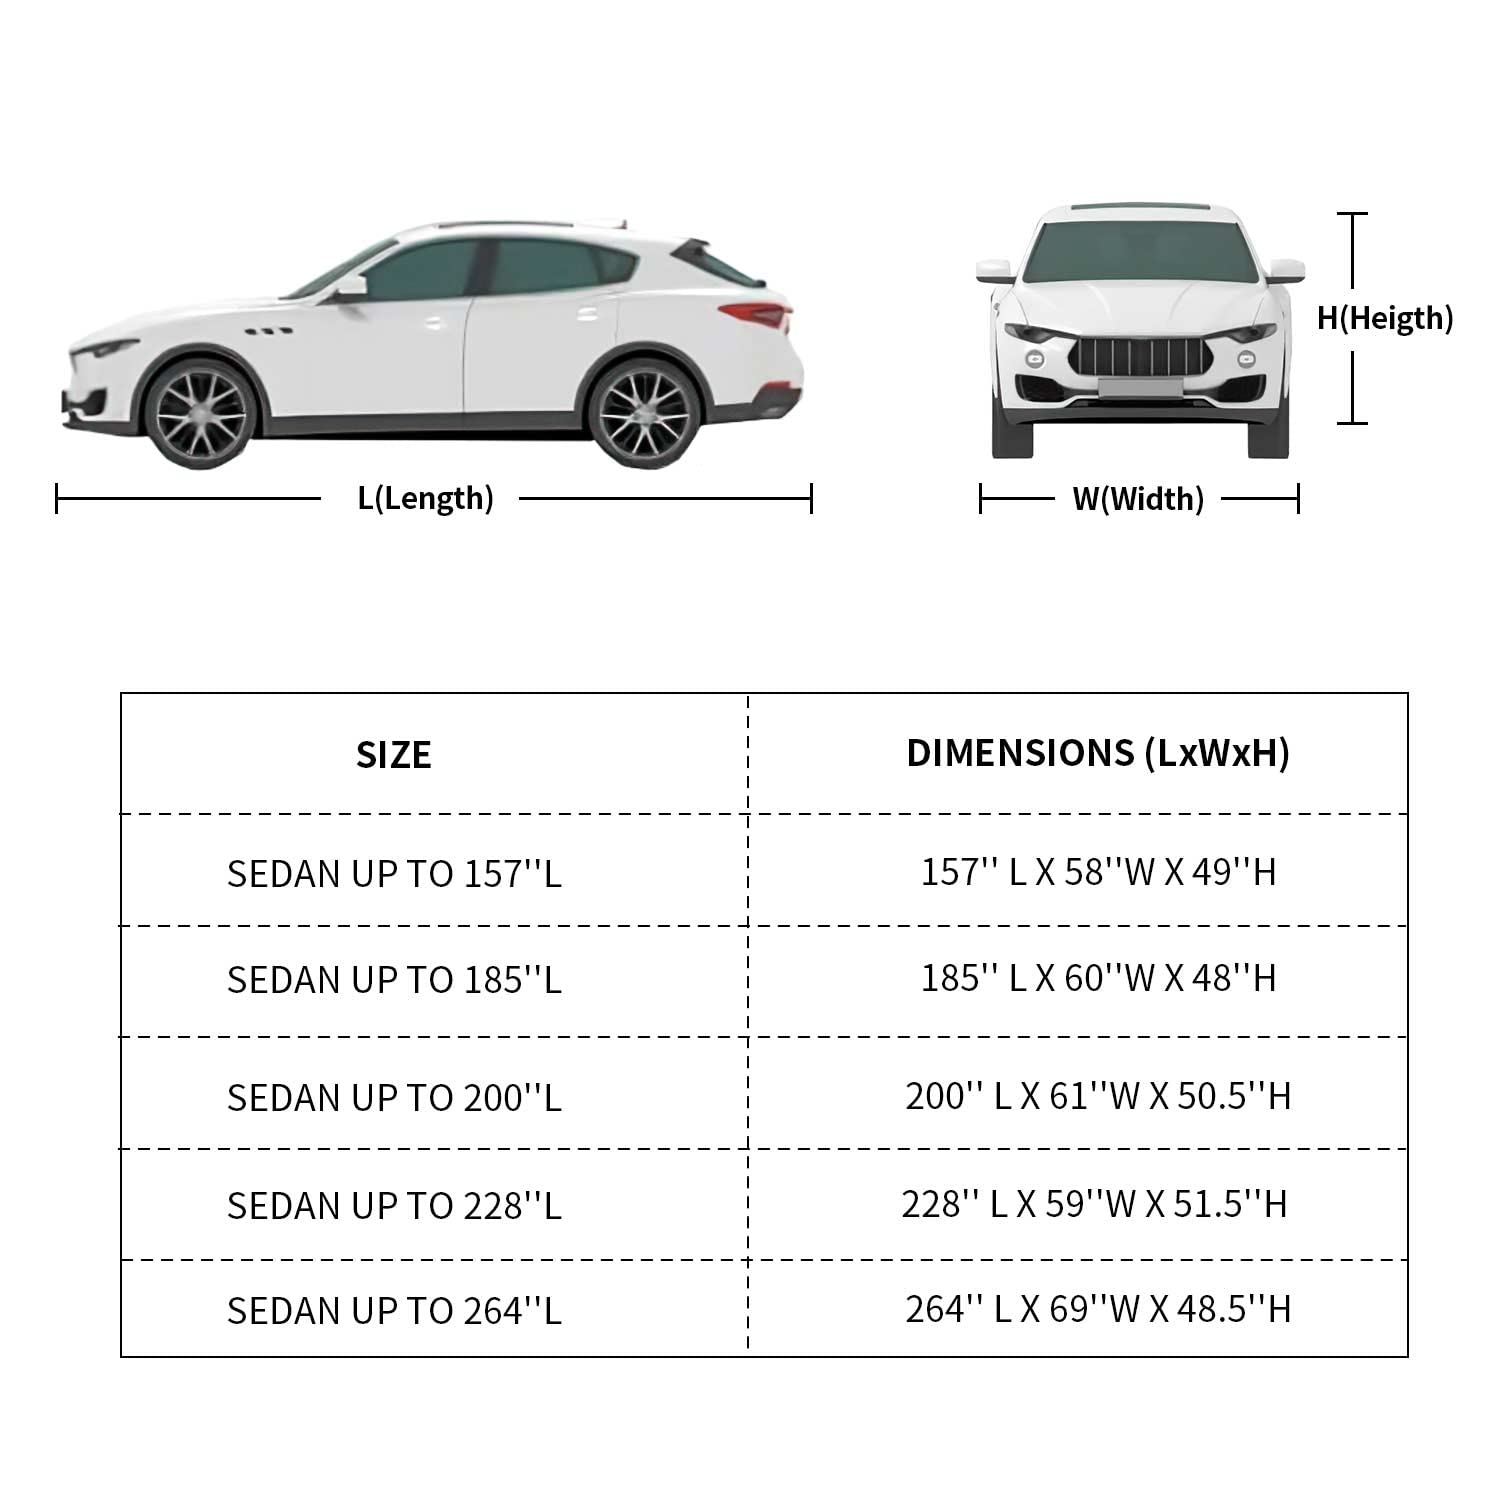 H(Heigth)
L(Length)
W(Width)
SIZE
DIMENSIONS (LxWxH)
SEDAN UP TO 157''L
157'' L X 58''W X 49''H
SEDAN UP TO 185''L
185'' L X 60''W X 48''H
SEDAN UP TO 200''L
200'' L X 61''W X 50.5''H
SEDAN UP TO 228''L
228'' L X 59''W X 51.5''H
SEDAN UP TO 264''L
264'' L X 69''W X 48.5''H